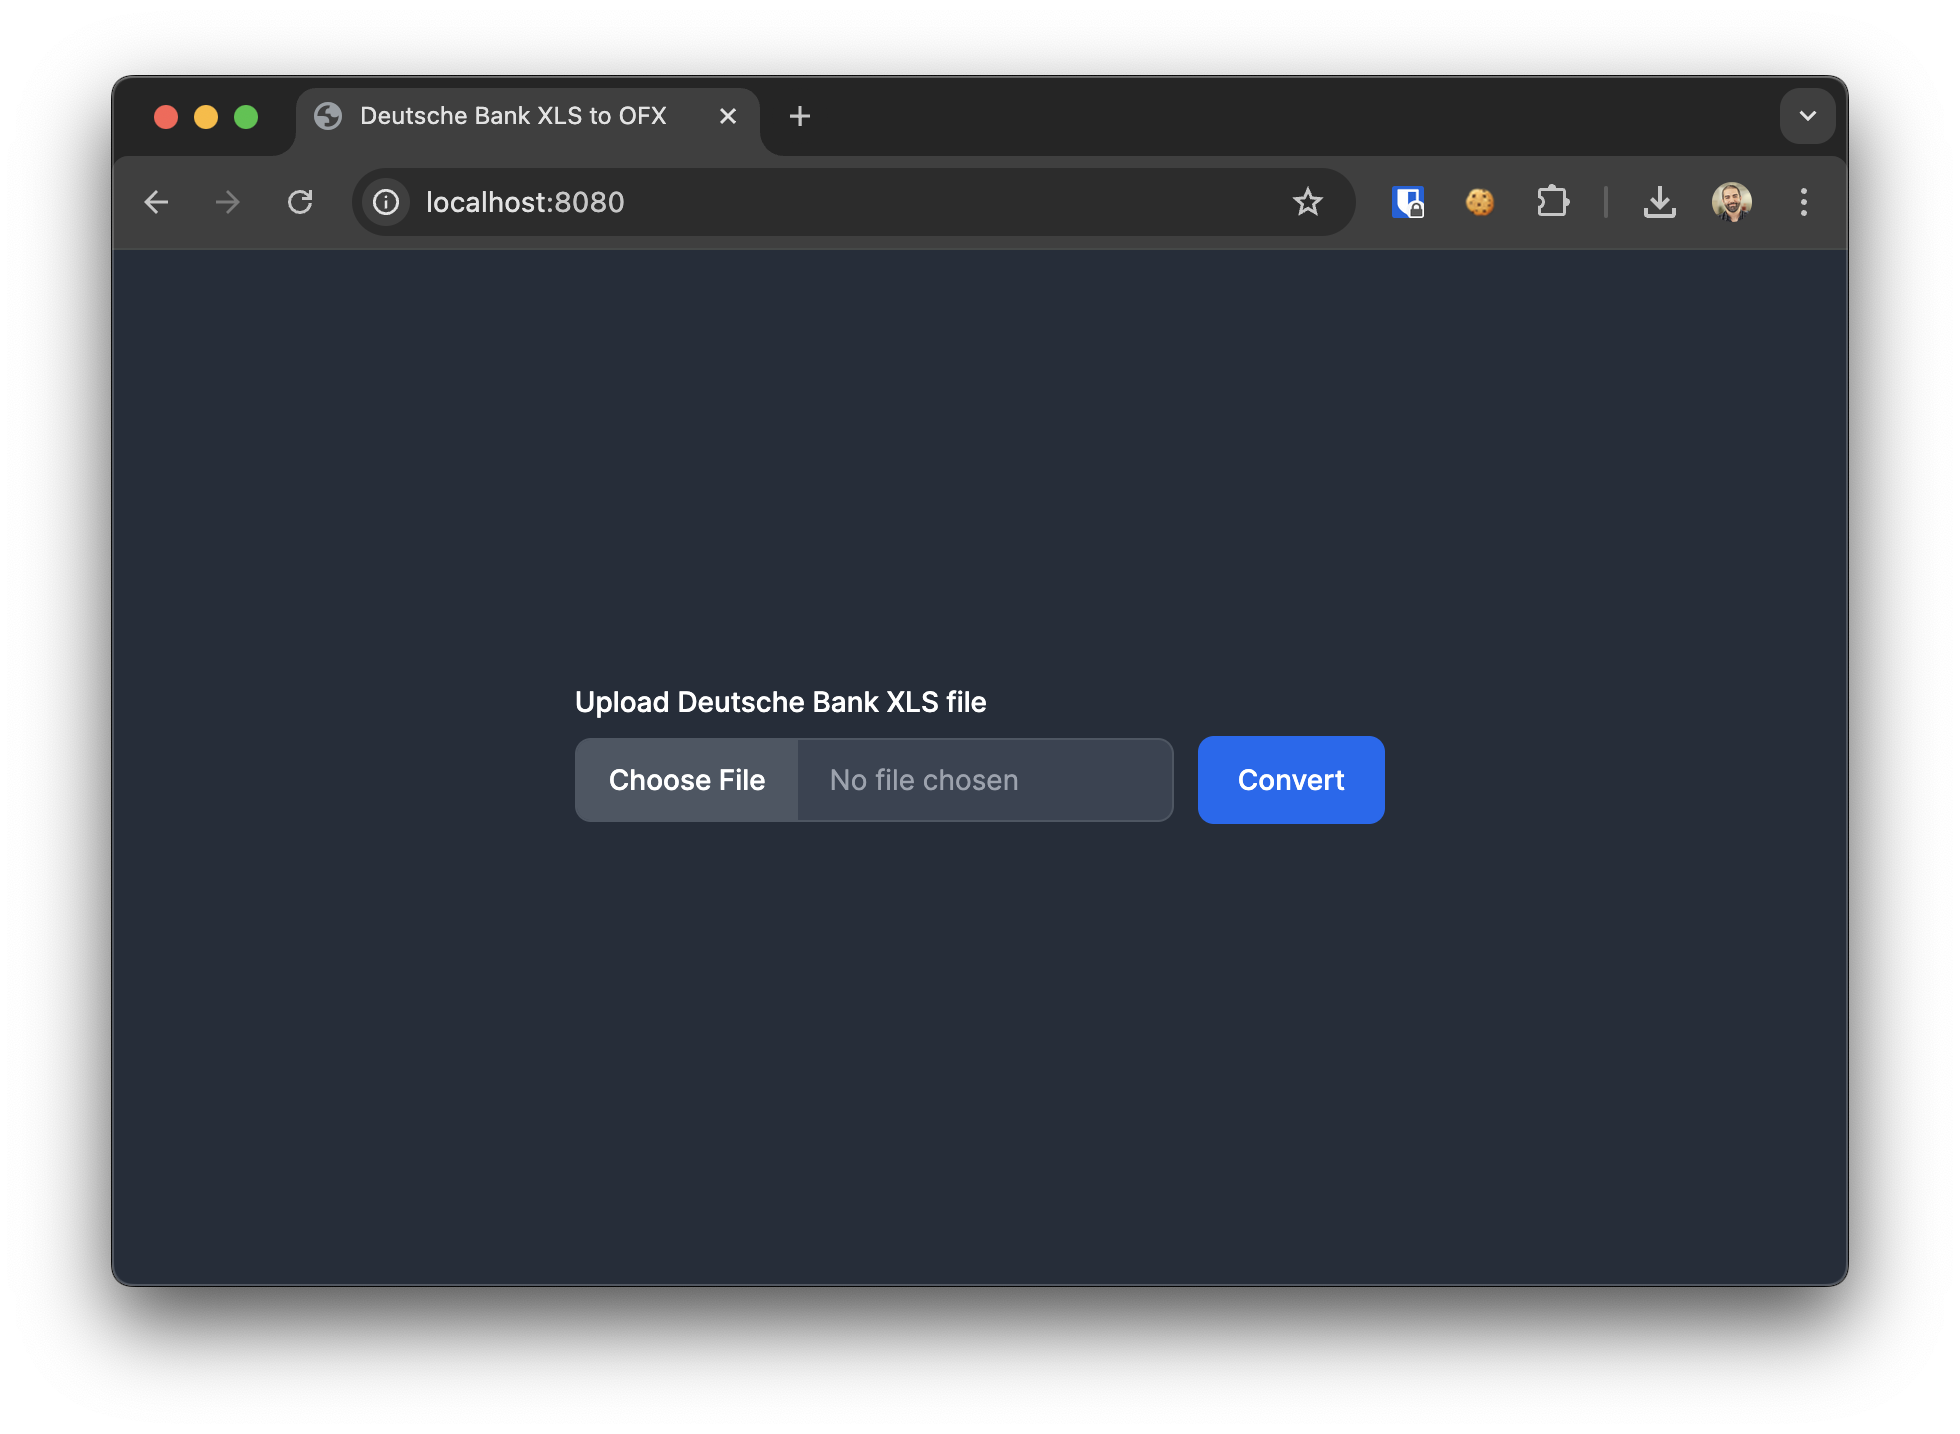 Deutsche Bank XLS to OFX
localhost:8080
Upload Deutsche Bank XLS file
Choose File No file chosen Convert